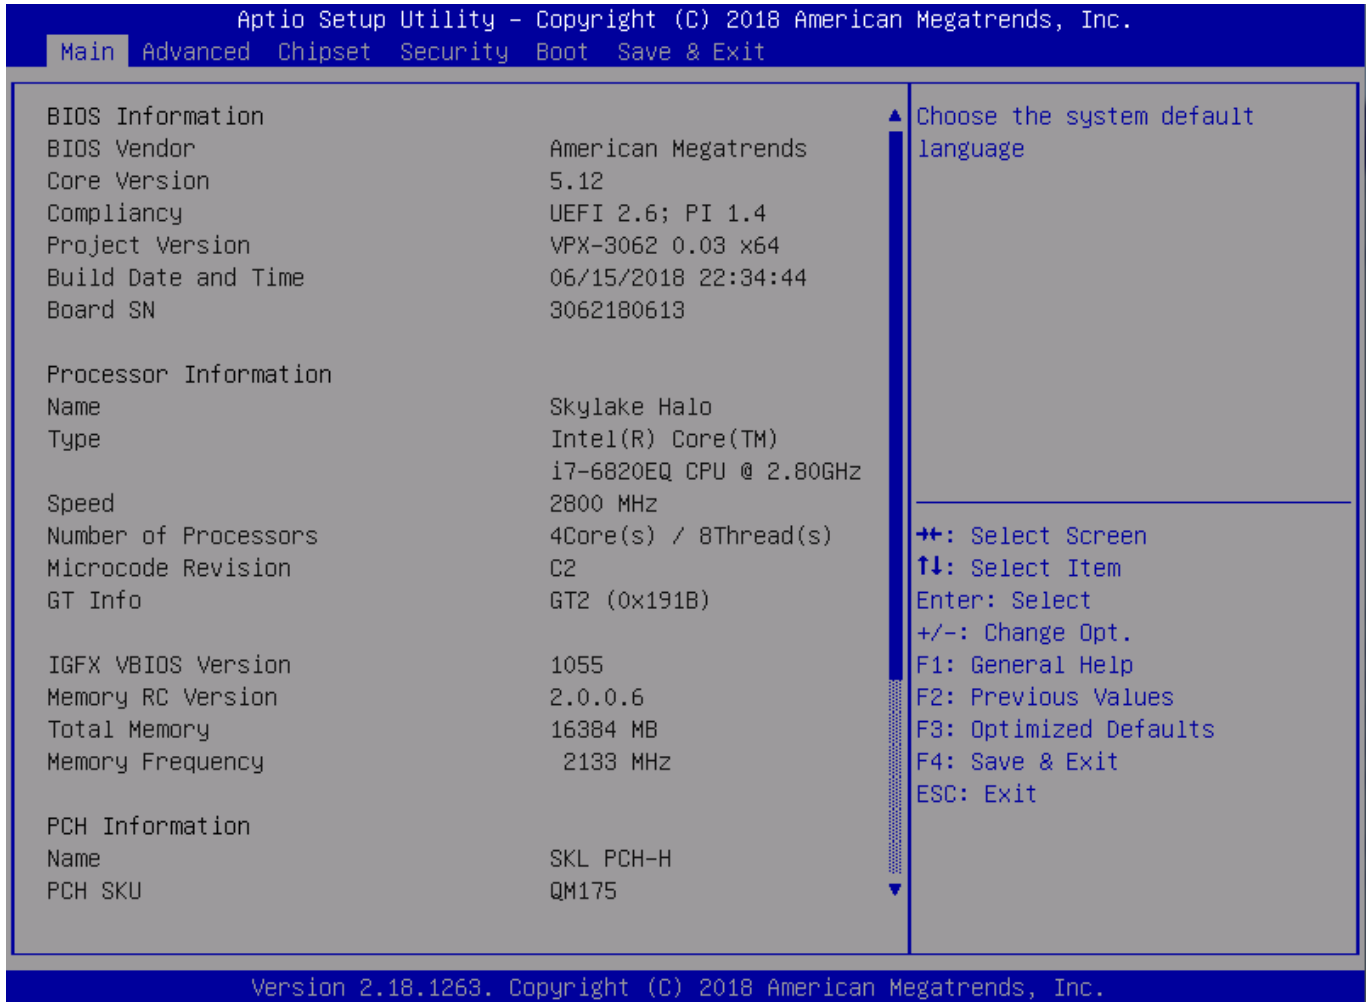 Aptio Setup Utility – Copyright (C) 2018 American Megatrends, Inc.
Main Advanced Chipset Security Boot Save & Exit
BIOS Information
BIOS Vendor American Megatrends
Core Version 5.12
Compliancy UEFI 2.6; PI 1.4
Project Version VPX-3062 0.03 x64
Build Date and Time 06/15/2018 22:34:44
Board SN 3062180613
Processor Information
Name Skylake Halo
Type Intel(R) Core(TM)
i7-6820EQ CPU @ 2.80GHz
Speed 2800 MHz
Number of Processors 4Core(s) / 8Thread(s)
Microcode Revision C2
GT Info GT2 (0x191B)
IGFX VBIOS Version 1055
Memory RC Version 2.0.0.6
Total Memory 16384 MB
Memory Frequency 2133 MHz
PCH Information
Name SKL PCH-H
PCH SKU QM175
Choose the system default
language
→←: Select Screen
↑↓: Select Item
Enter: Select
+/-: Change Opt.
F1: General Help
F2: Previous Values
F3: Optimized Defaults
F4: Save & Exit
ESC: Exit
Version 2.18.1263. Copyright (C) 2018 American Megatrends, Inc.